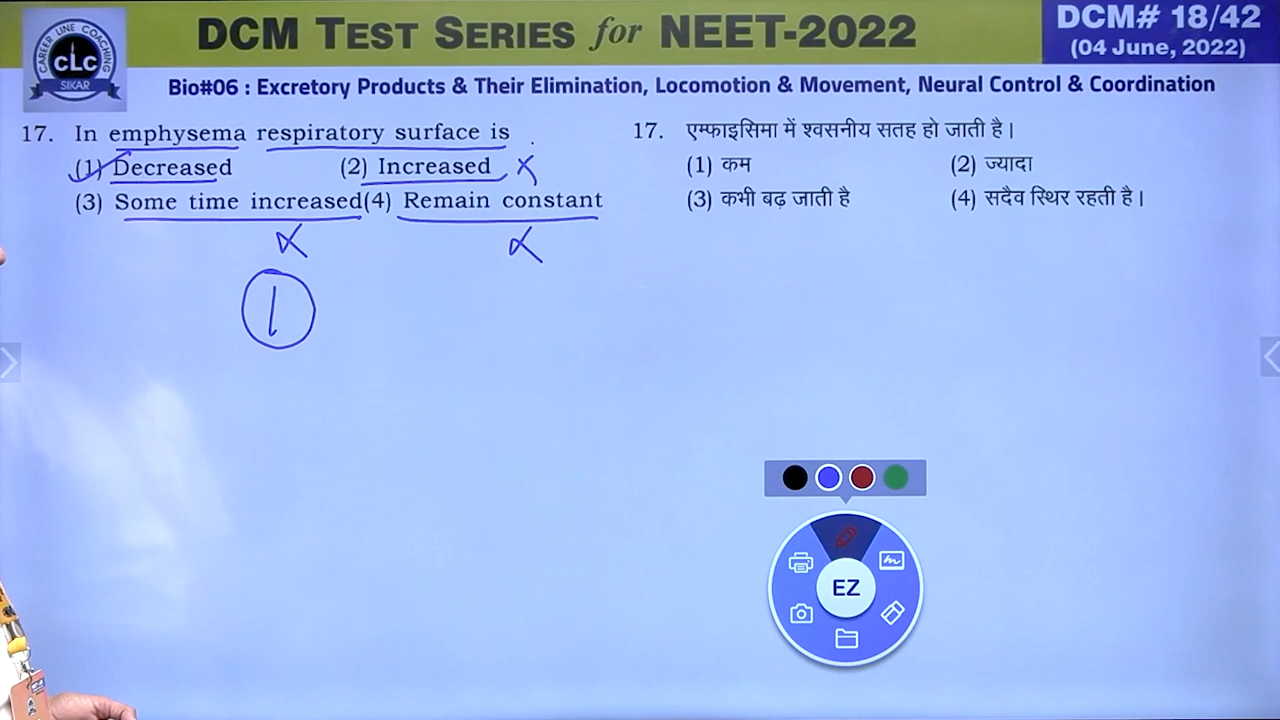 DCM TEST SERIES for NEET-2022
DCM# 18/42
(04 June, 2022)
CAREER LINE COACHING
CLC
SIKAR
Bio#06 : Excretory Products & Their Elimination, Locomotion & Movement, Neural Control & Coordination
17. In emphysema respiratory surface is
(1) Decreased (2) Increased
(3) Some time increased(4) Remain constant
1
17. एम्फाइसिमा में श्वसनीय सतह हो जाती है।
(1) कम (2) ज्यादा
(3) कभी बढ़ जाती है (4) सदैव स्थिर रहती है।
EZ